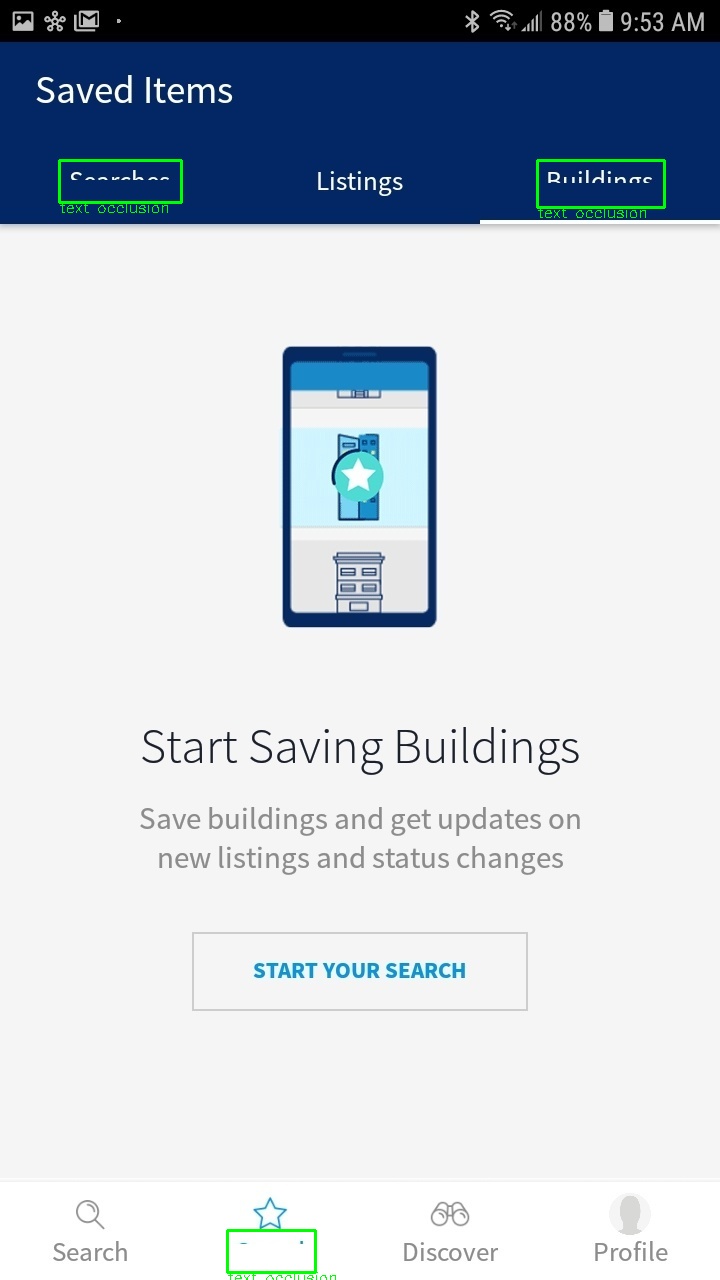 88% 9:53 AM
Saved Items
Searches Listings Buildings
text occlusion text occlusion
Start Saving Buildings
Save buildings and get updates on
new listings and status changes
START YOUR SEARCH
Search Discover Profile
text occlusion